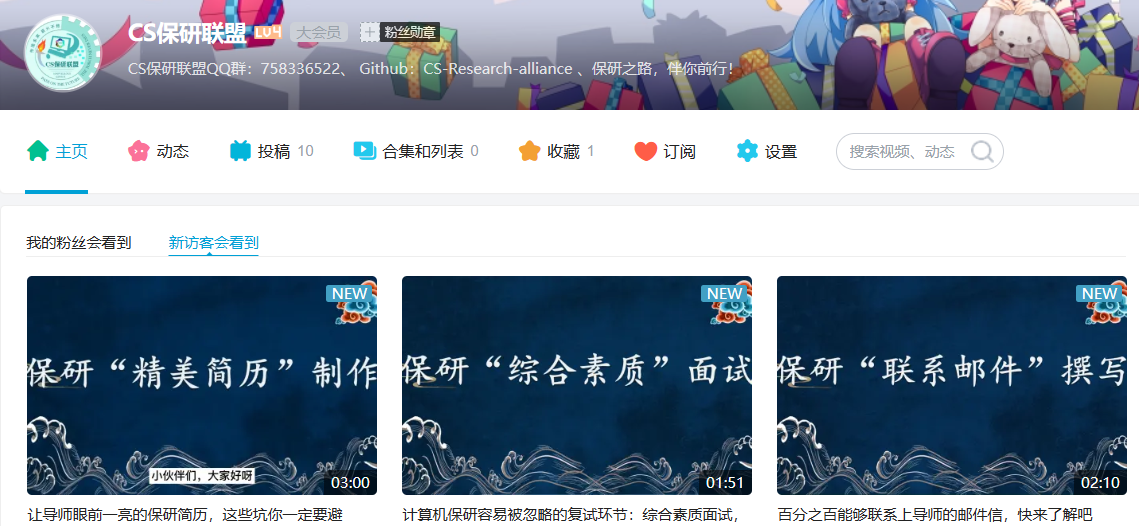 CS保研联盟 LV4 大会员 粉丝勋章
CS保研联盟QQ群：758336522、 Github：CS-Research-alliance 、保研之路，伴你前行！
主页 动态 投稿 10 合集和列表 0 收藏 1 订阅 设置 搜索视频、动态
我的粉丝会看到 新访客会看到
NEW NEW NEW
保研“精美简历”制作 保研“综合素质”面试 保研“联系邮件”撰写
小伙伴们，大家好呀
03:00 01:51 02:10
让导师眼前一亮的保研简历，这些坑你一定要避 计算机保研容易被忽略的复试环节：综合素质面试， 百分之百能够联系上导师的邮件信，快来了解吧